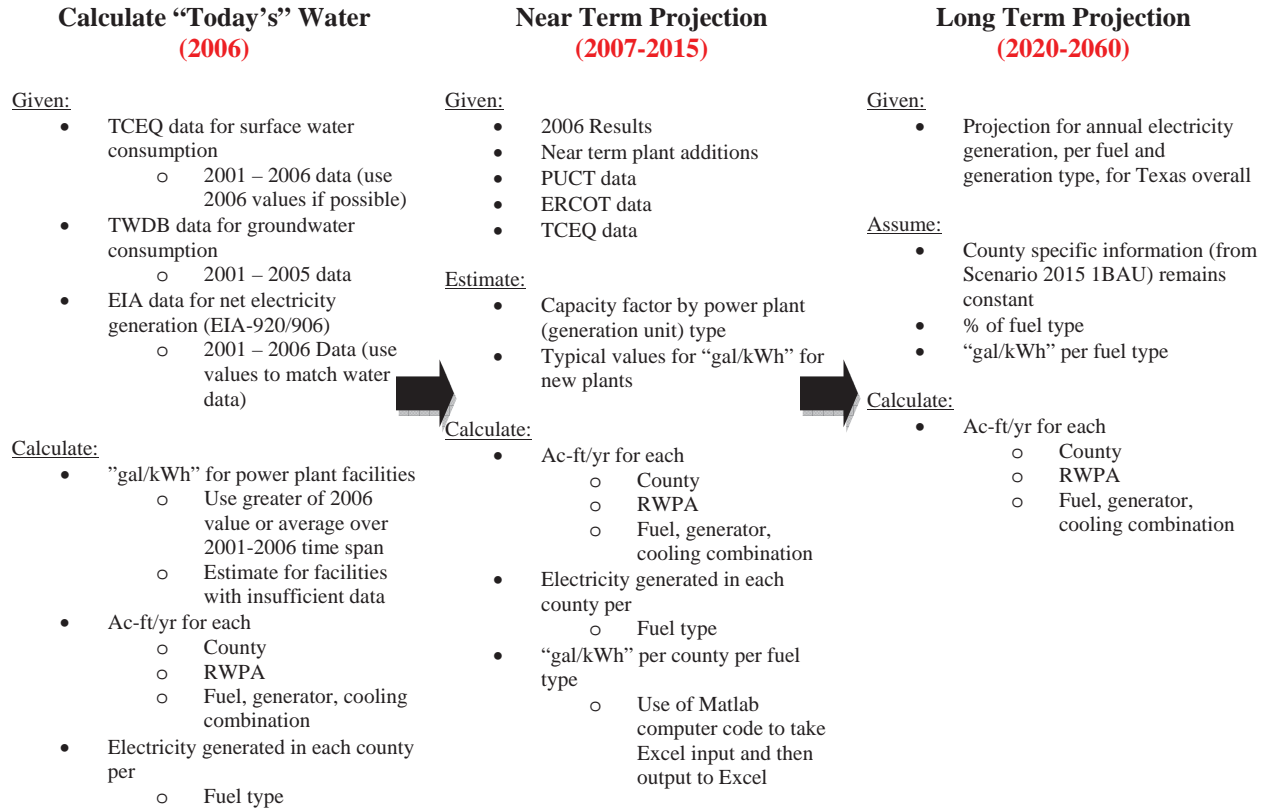 Calculate “Today’s” Water
(2006)
Given:
• TCEQ data for surface water
consumption
o 2001 – 2006 data (use
2006 values if possible)
• TWDB data for groundwater
consumption
o 2001 – 2005 data
• EIA data for net electricity
generation (EIA-920/906)
o 2001 – 2006 Data (use
values to match water
data)
Calculate:
• ”gal/kWh” for power plant facilities
o Use greater of 2006
value or average over
2001-2006 time span
o Estimate for facilities
with insufficient data
• Ac-ft/yr for each
o County
o RWPA
o Fuel, generator, cooling
combination
• Electricity generated in each county
per
o Fuel type
Near Term Projection
(2007-2015)
Given:
• 2006 Results
• Near term plant additions
• PUCT data
• ERCOT data
• TCEQ data
Estimate:
• Capacity factor by power plant
(generation unit) type
• Typical values for “gal/kWh” for
new plants
Calculate:
• Ac-ft/yr for each
o County
o RWPA
o Fuel, generator,
cooling combination
• Electricity generated in each
county per
o Fuel type
• “gal/kWh” per county per fuel
type
o Use of Matlab
computer code to take
Excel input and then
output to Excel
Long Term Projection
(2020-2060)
Given:
• Projection for annual electricity
generation, per fuel and
generation type, for Texas overall
Assume:
• County specific information (from
Scenario 2015 1BAU) remains
constant
• % of fuel type
• “gal/kWh” per fuel type
Calculate:
• Ac-ft/yr for each
o County
o RWPA
o Fuel, generator,
cooling combination